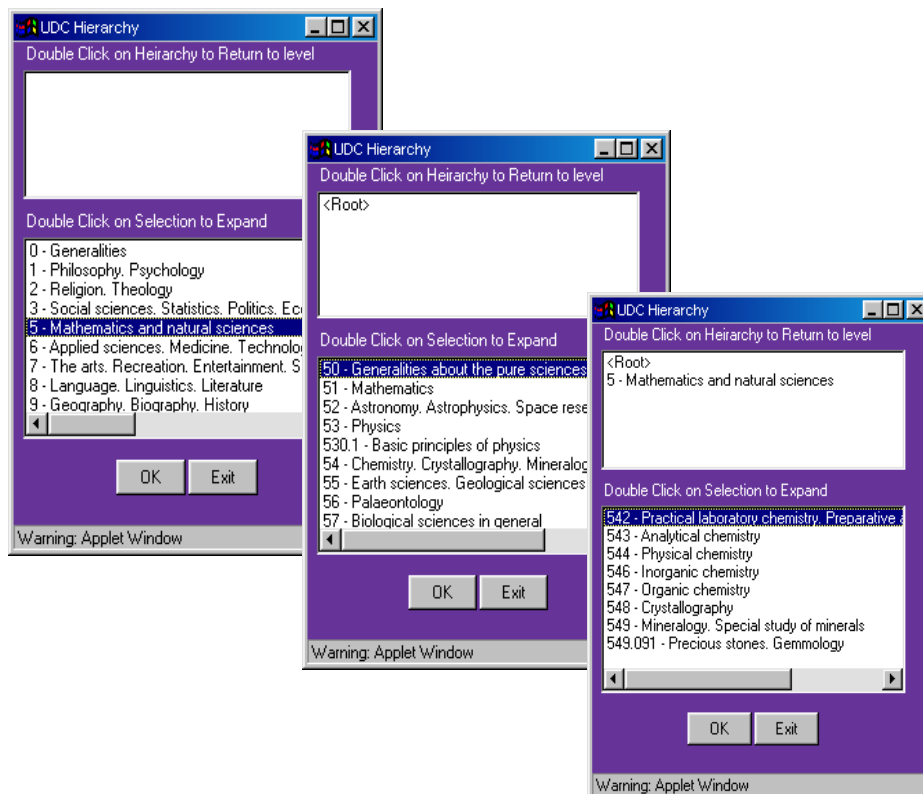 UDC Hierarchy
Double Click on Heirarchy to Return to level
Double Click on Selection to Expand
0 - Generalities
1 - Philosophy. Psychology
2 - Religion. Theology
3 - Social sciences. Statistics. Politics. Ec
5 - Mathematics and natural sciences
6 - Applied sciences. Medicine. Technolo
7 - The arts. Recreation. Entertainment. S
8 - Language. Linguistics. Literature
9 - Geography. Biography. History
OK Exit
Warning: Applet Window
UDC Hierarchy
Double Click on Heirarchy to Return to level
<Root>
Double Click on Selection to Expand
50 - Generalities about the pure sciences
51 - Mathematics
52 - Astronomy. Astrophysics. Space rese
53 - Physics
530.1 - Basic principles of physics
54 - Chemistry. Crystallography. Mineralog
55 - Earth sciences. Geological sciences
56 - Palaeontology
57 - Biological sciences in general
OK Exit
Warning: Applet Window
UDC Hierarchy
Double Click on Heirarchy to Return to level
<Root>
5 - Mathematics and natural sciences
Double Click on Selection to Expand
542 - Practical laboratory chemistry. Preparative a
543 - Analytical chemistry
544 - Physical chemistry
546 - Inorganic chemistry
547 - Organic chemistry
548 - Crystallography
549 - Mineralogy. Special study of minerals
549.091 - Precious stones. Gemmology
OK Exit
Warning: Applet Window